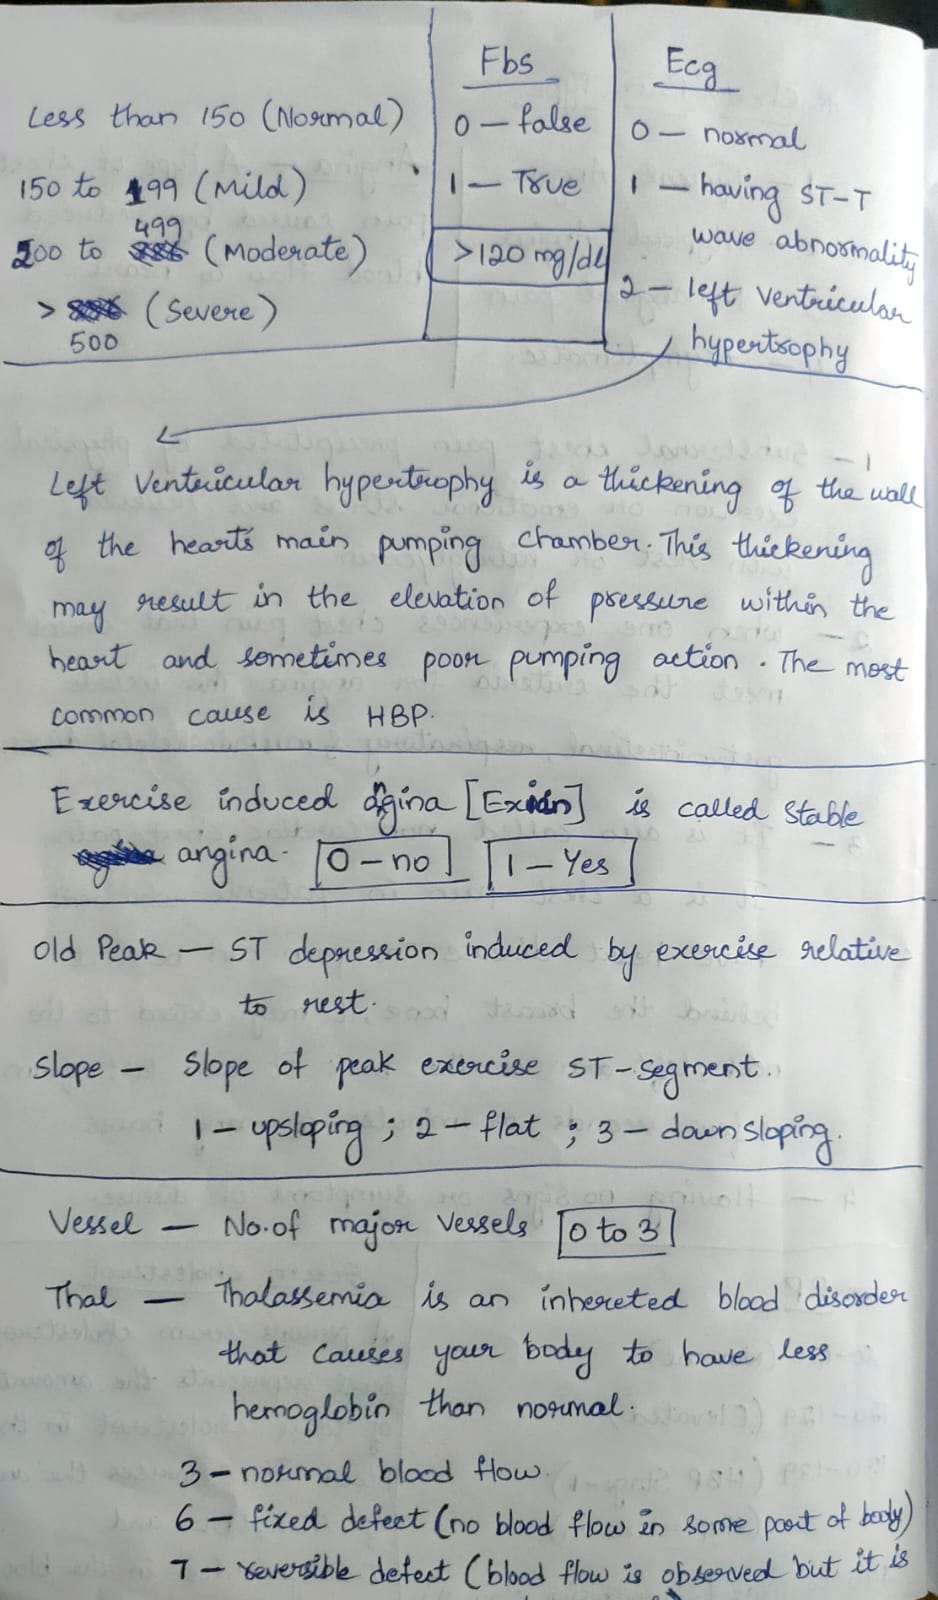 Less than 150 (Normal)
150 to 199 (Mild)
200 to 499 (Moderate)
> 500 (Severe)
Fbs
0 – false
1 – True
>120 mg/dl
Ecg
0 – normal
1 – having ST-T
wave abnormality
2 – left ventricular
hypertrophy
Left Ventricular hypertrophy is a thickening of the wall
of the heart's main pumping chamber. This thickening
may result in the elevation of pressure within the
heart and sometimes poor pumping action. The most
common cause is HBP.
Exercise induced angina [Exian] is called Stable
angina. 0 – no 1 – Yes
Old Peak – ST depression induced by exercise relative
to rest.
Slope – Slope of peak exercise ST-segment.
1 – upsloping ; 2 – flat ; 3 – down sloping.
Vessel – No.of major Vessels 0 to 3
Thal – Thalassemia is an inhereted blood disorder
that causes your body to have less
hemoglobin than normal.
3 – normal blood flow.
6 – fixed defect (no blood flow in some part of body)
7 – reversible defect (blood flow is observed but it is